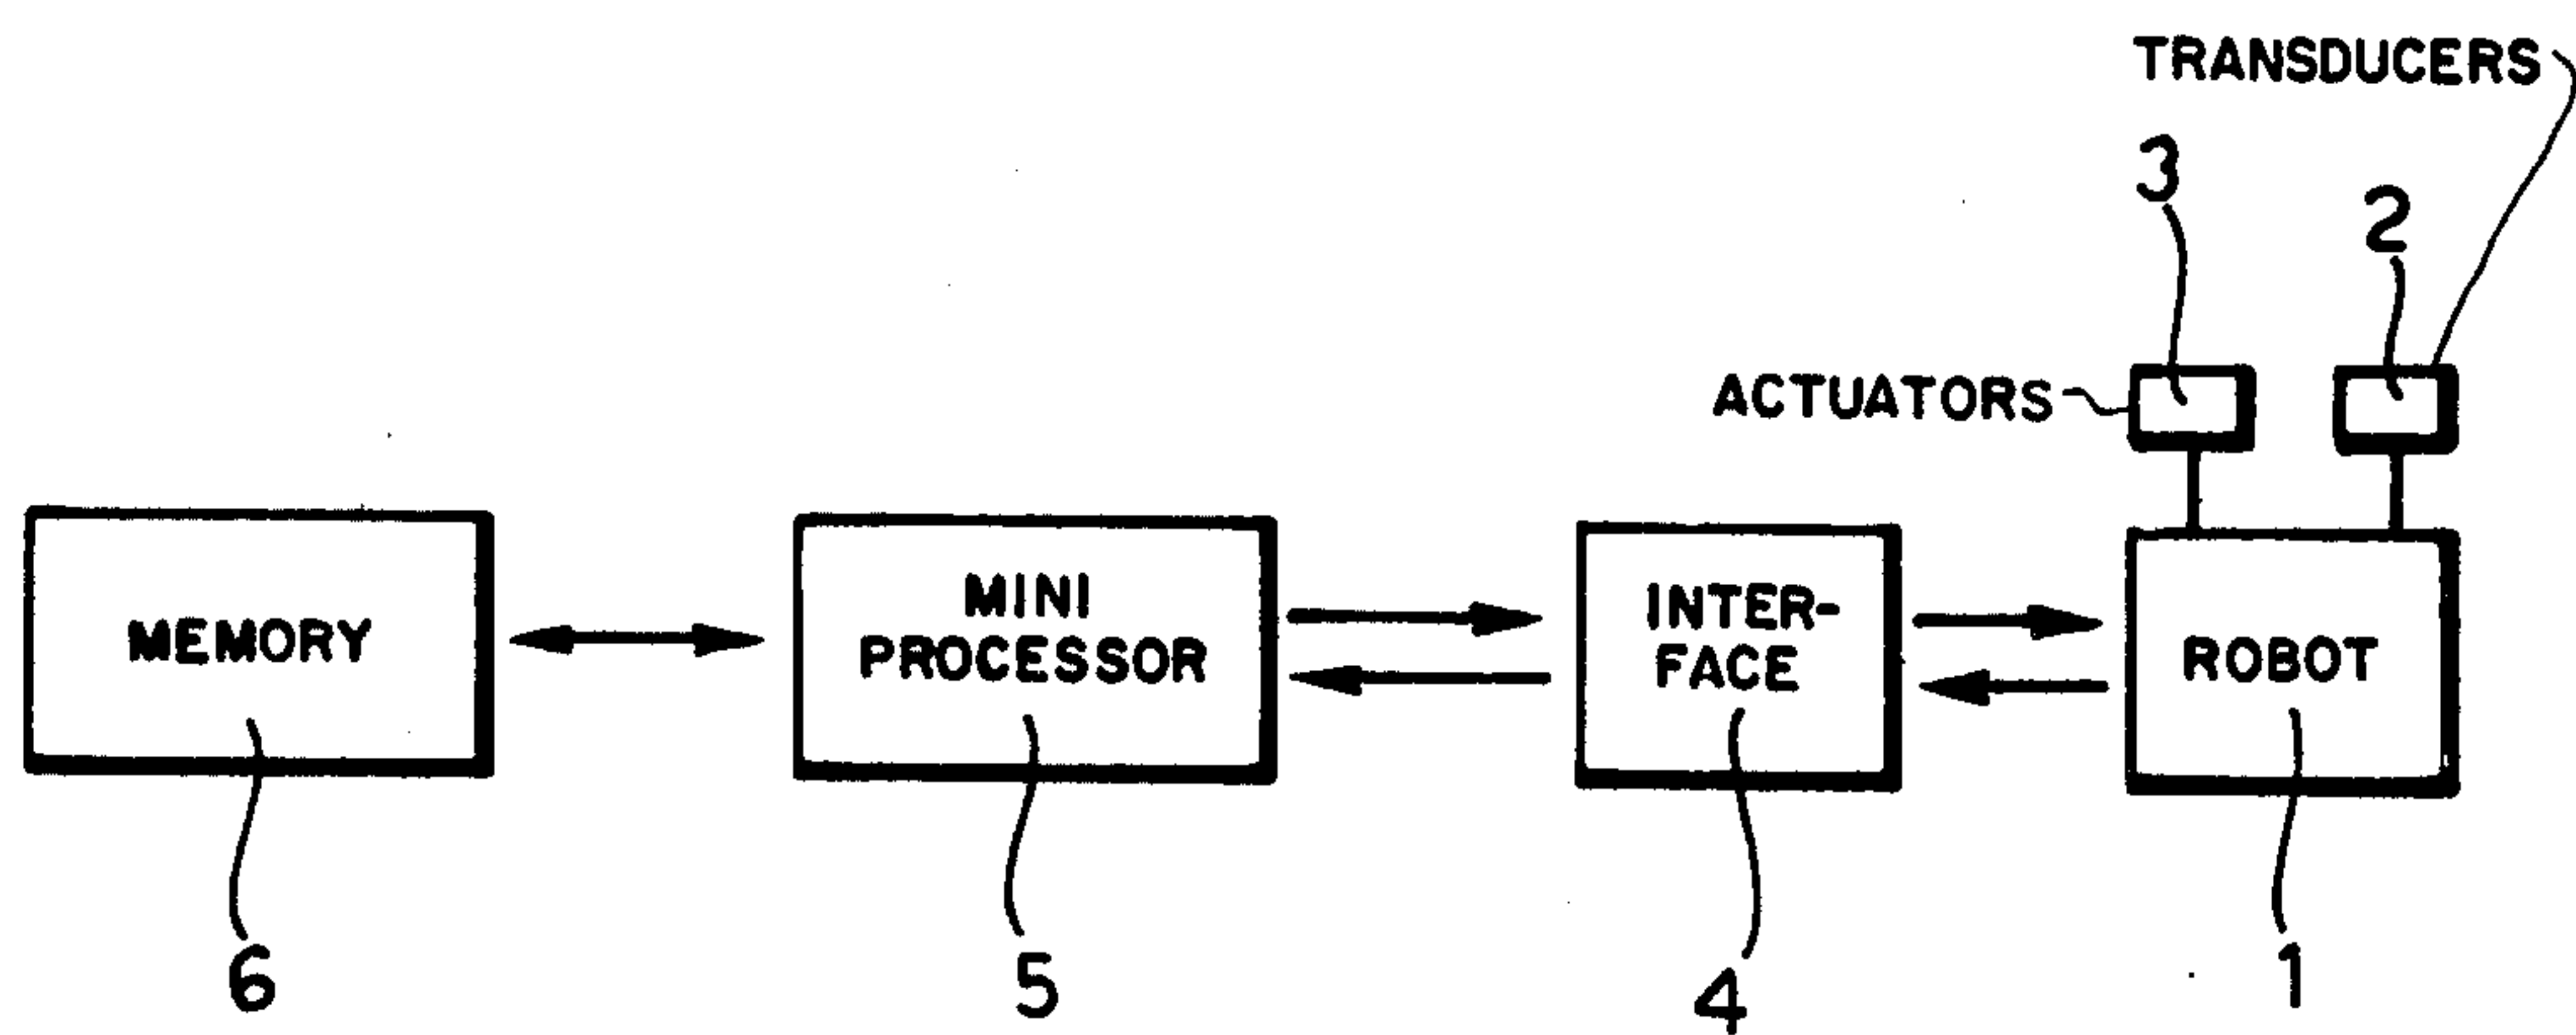 TRANSDUCERS
3
2
ACTUATORS
MEMORY
MINI
PROCESSOR
INTER-
FACE
ROBOT
6
5
4
1